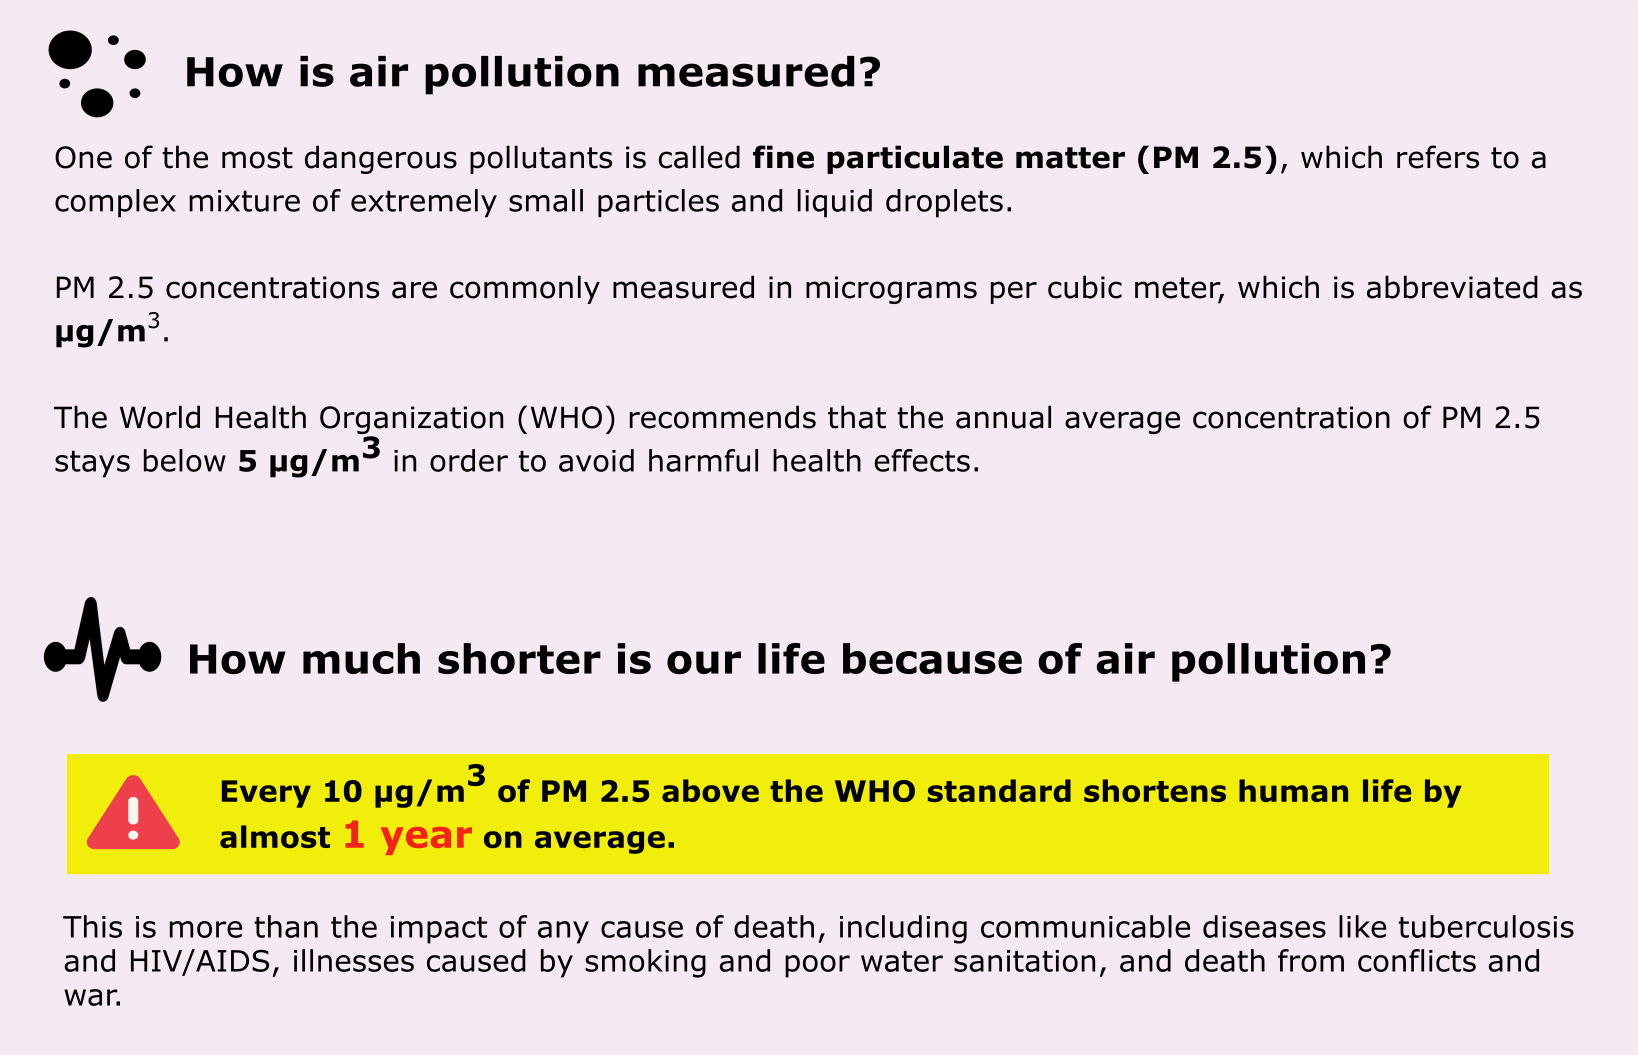 How is air pollution measured?
One of the most dangerous pollutants is called fine particulate matter (PM 2.5), which refers to a
complex mixture of extremely small particles and liquid droplets.
PM 2.5 concentrations are commonly measured in micrograms per cubic meter, which is abbreviated as
µg/m³.
The World Health Organization (WHO) recommends that the annual average concentration of PM 2.5
stays below 5 µg/m³ in order to avoid harmful health effects.
How much shorter is our life because of air pollution?
Every 10 µg/m³ of PM 2.5 above the WHO standard shortens human life by
almost 1 year on average.
This is more than the impact of any cause of death, including communicable diseases like tuberculosis
and HIV/AIDS, illnesses caused by smoking and poor water sanitation, and death from conflicts and
war.